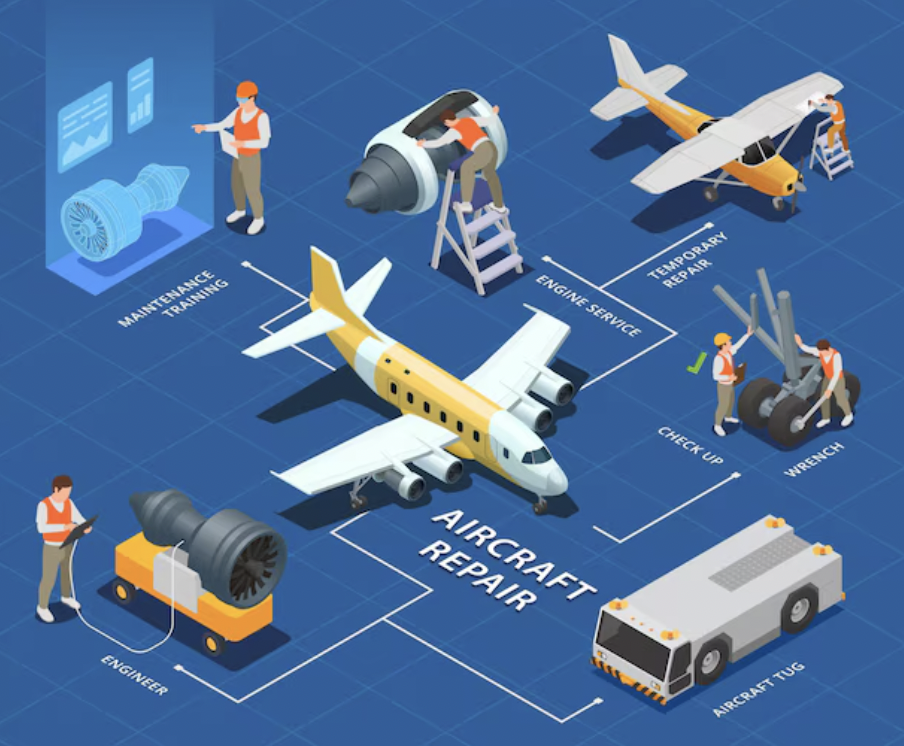 MAINTENANCE
TRAINING
ENGINE SERVICE
TEMPORARY
REPAIR
CHECK UP
WRENCH
AIRCRAFT
REPAIR
ENGINEER
AIRCRAFT TUG